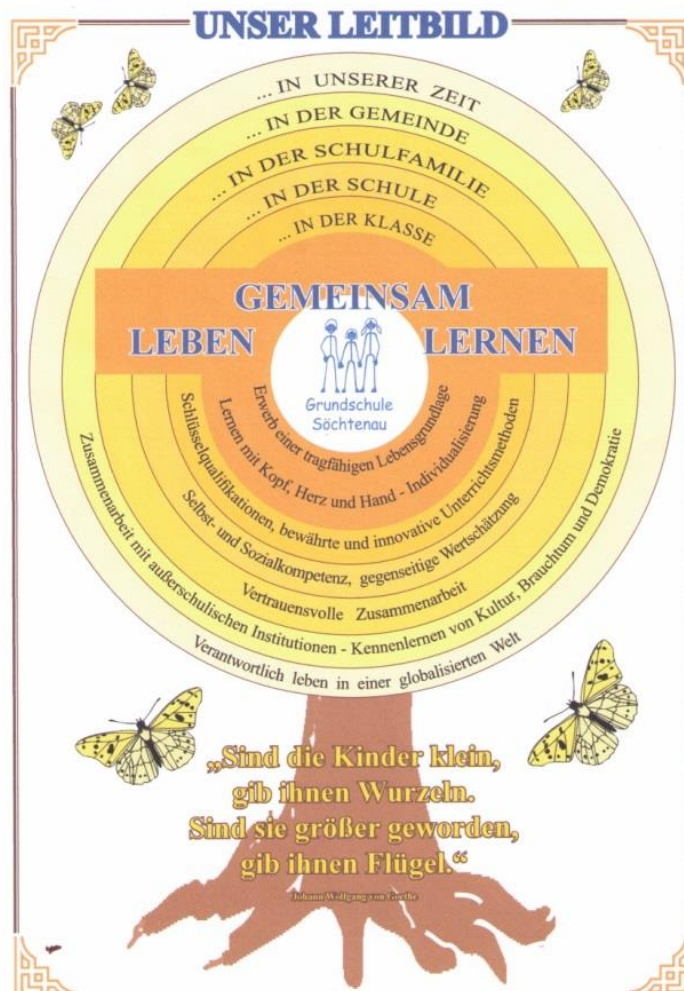 UNSER LEITBILD
... IN UNSERER ZEIT
... IN DER GEMEINDE
... IN DER SCHULFAMILIE
... IN DER SCHULE
... IN DER KLASSE
GEMEINSAM
LEBEN LERNEN
Grundschule
Söchtenau
Erwerb einer tragfähigen Lebensgrundlage
Lernen mit Kopf, Herz und Hand - Individualisierung
Schlüsselqualifikationen, bewährte und innovative Unterrichtsmethoden
Selbst- und Sozialkompetenz, gegenseitige Wertschätzung
Vertrauensvolle Zusammenarbeit
Zusammenarbeit mit außerschulischen Institutionen - Kennenlernen von Kultur, Brauchtum und Demokratie
Verantwortlich leben in einer globalisierten Welt
„Sind die Kinder klein,
gib ihnen Wurzeln.
Sind sie größer geworden,
gib ihnen Flügel.“
Johann Wolfgang von Goethe